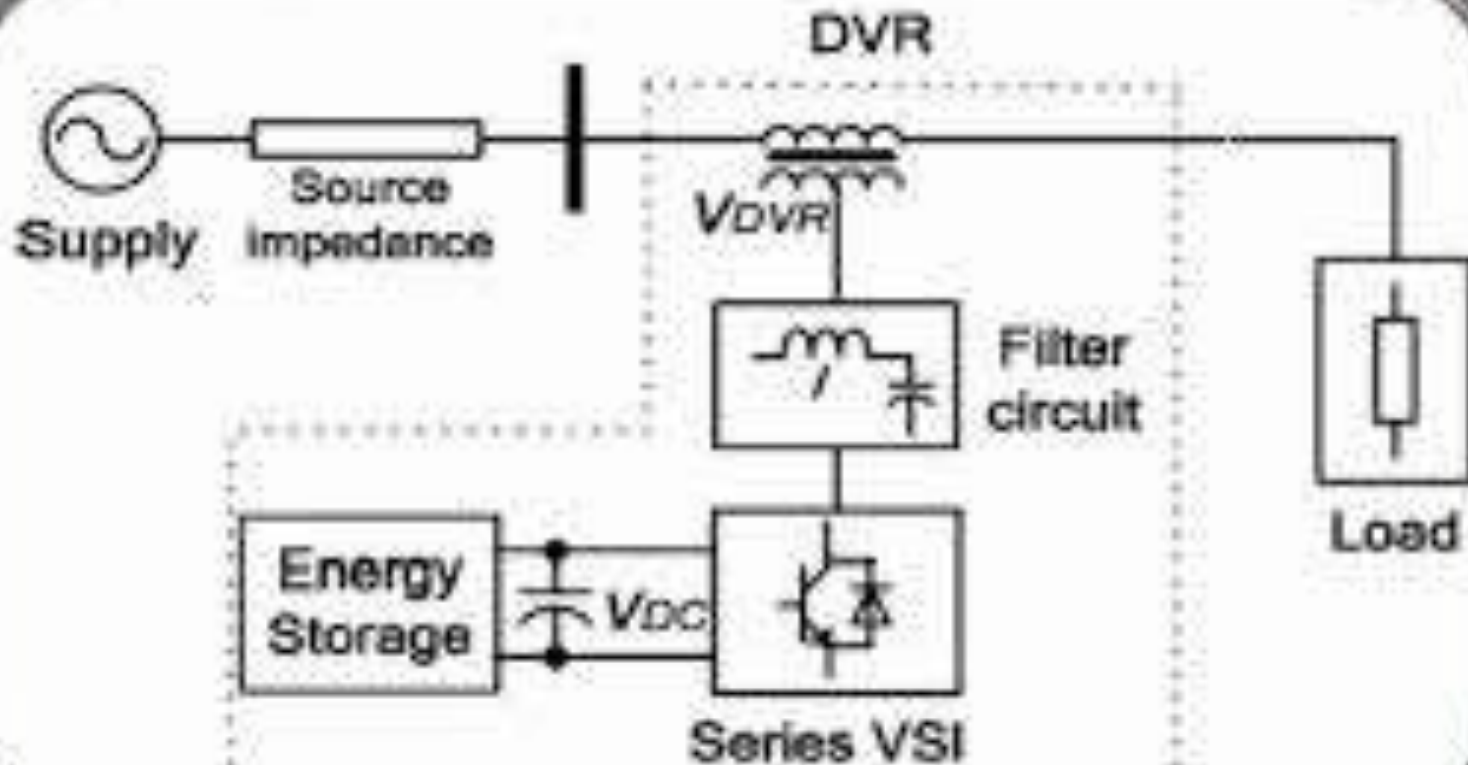 DVR
Source
impedance
Supply
VDVR
Filter
circuit
Load
Energy
Storage
VDC
Series VSI